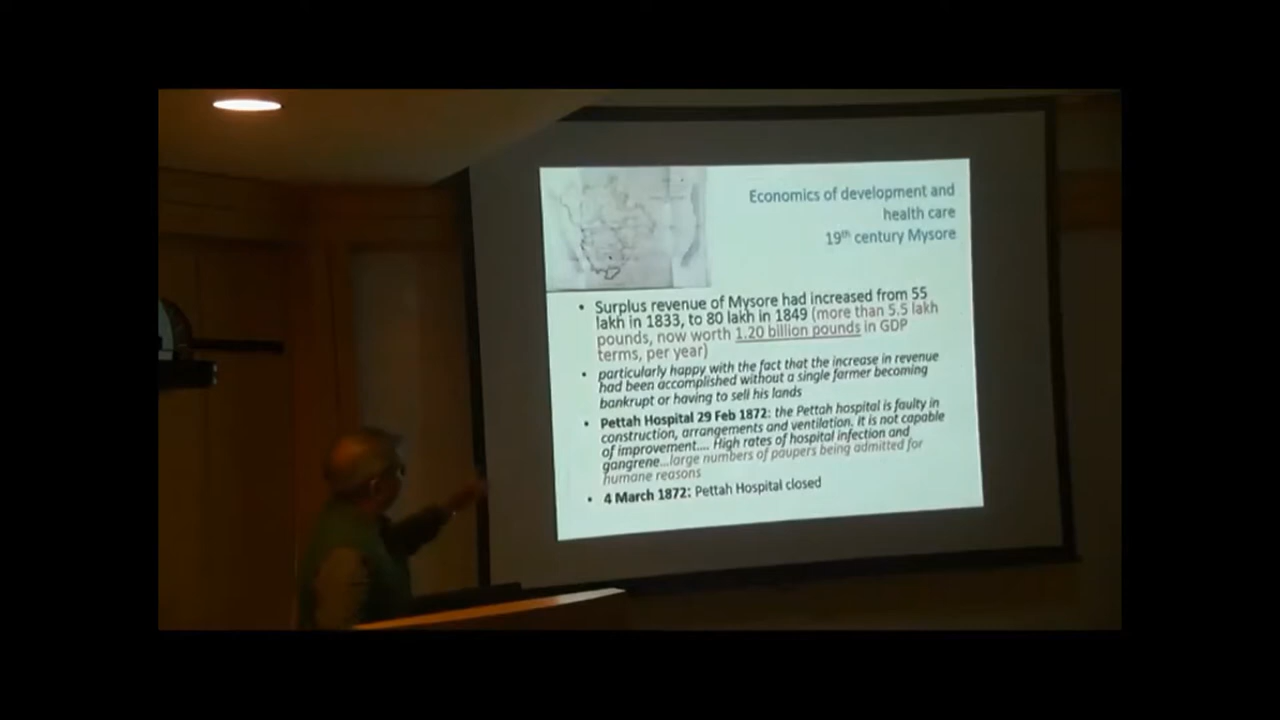 Economics of development and
health care
19th century Mysore
• Surplus revenue of Mysore had increased from 55
lakh in 1833, to 80 lakh in 1849 (more than 5.5 lakh
pounds, now worth 1.20 billion pounds in GDP
terms, per year)
• particularly happy with the fact that the increase in revenue
had been accomplished without a single farmer becoming
bankrupt or having to sell his lands
• Pettah Hospital 29 Feb 1872: the Pettah hospital is faulty in
construction, arrangements and ventilation. It is not capable
of improvement.... High rates of hospital infection and
gangrene...large numbers of paupers being admitted for
humane reasons
• 4 March 1872: Pettah Hospital closed